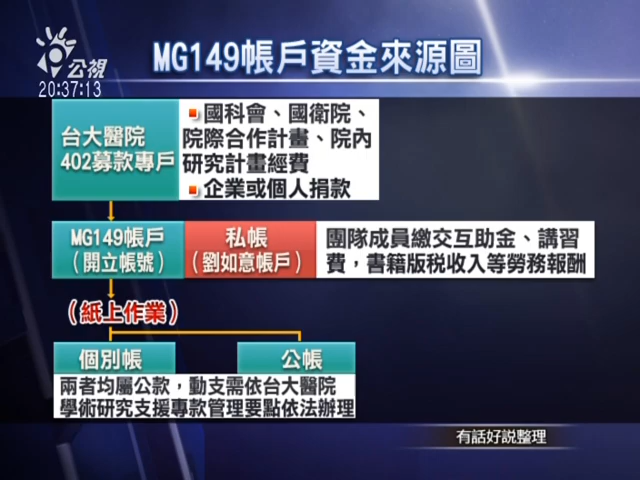 MG149帳戶資金來源圖
公視
20:37:13
台大醫院
402募款專戶
國科會、國衛院、
院際合作計畫、院內
研究計畫經費
企業或個人捐款
MG149帳戶
(開立帳號)
私帳
(劉如意帳戶)
團隊成員繳交互助金、講習
費，書籍版税收入等勞務報酬
(紙上作業)
個別帳
公帳
兩者均屬公款，動支需依台大醫院
學術研究支援專款管理要點依法辦理
有話好説整理